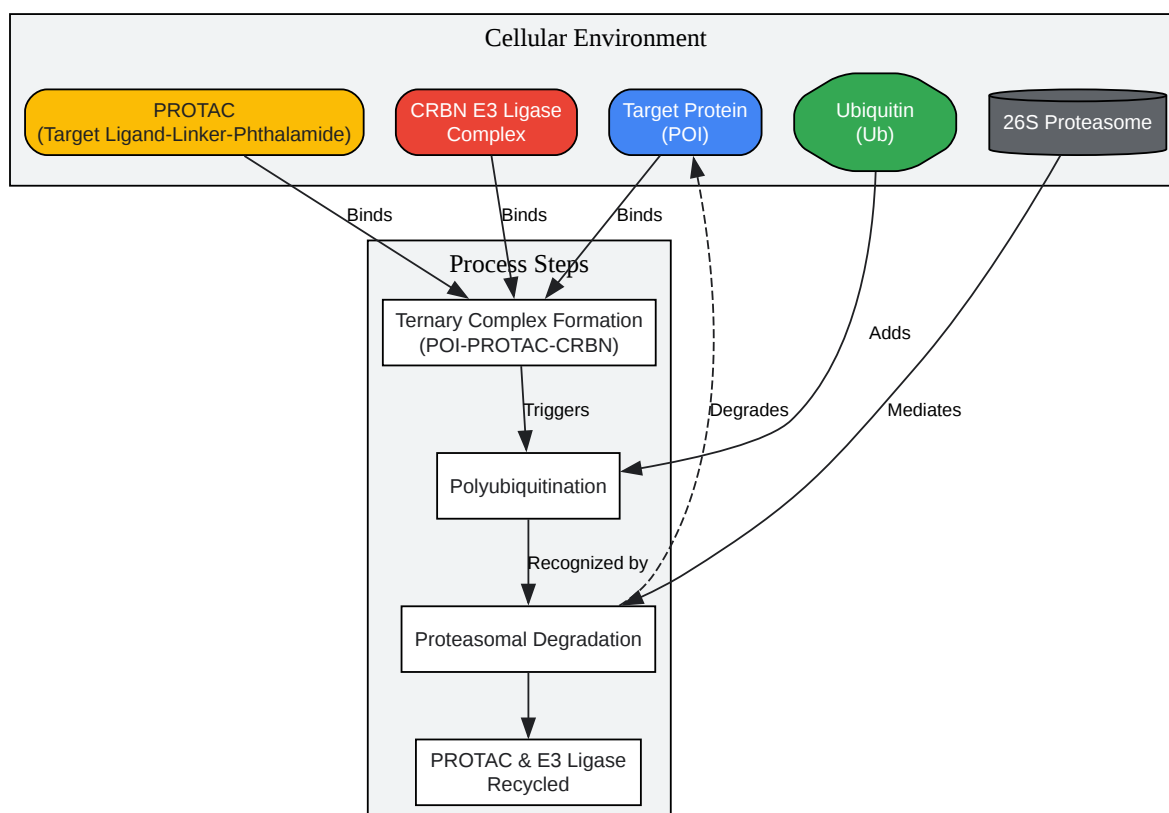 Cellular Environment
PROTAC
(Target Ligand-Linker-Phthalamide)
CRBN E3 Ligase
Complex
Target Protein
(POI)
Ubiquitin
(Ub)
26S Proteasome
Binds
Binds
Binds
Process Steps
Ternary Complex Formation
(POI-PROTAC-CRBN)
Adds
Triggers
Degrades
Mediates
Polyubiquitination
Recognized by
Proteasomal Degradation
PROTAC & E3 Ligase
Recycled